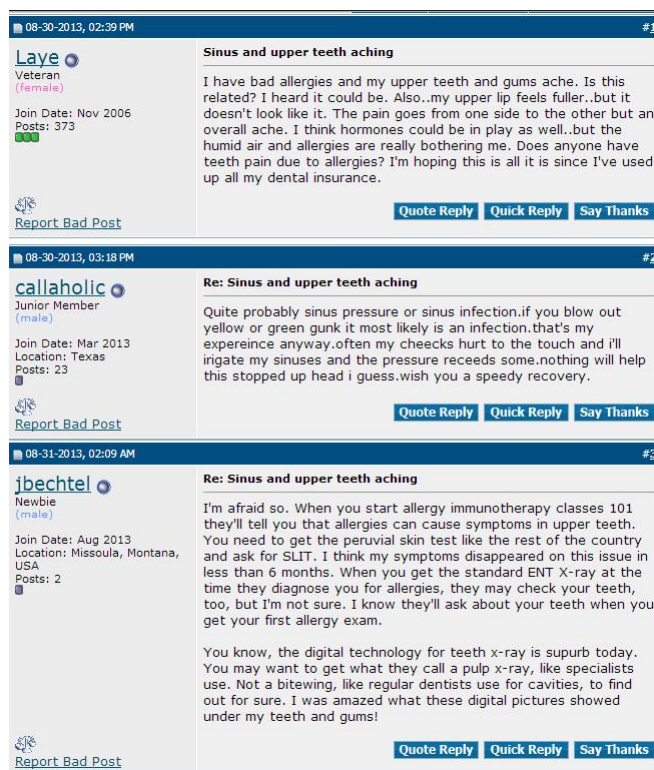 08-30-2013, 02:39 PM
#1
Laye
Veteran
(female)
Join Date: Nov 2006
Posts: 373
Report Bad Post
Sinus and upper teeth aching
I have bad allergies and my upper teeth and gums ache. Is this
related? I heard it could be. Also..my upper lip feels fuller..but it
doesn't look like it. The pain goes from one side to the other but an
overall ache. I think hormones could be in play as well..but the
humid air and allergies are really bothering me. Does anyone have
teeth pain due to allergies? I'm hoping this is all it is since I've used
up all my dental insurance.
Quote Reply Quick Reply Say Thanks
08-30-2013, 03:18 PM
#2
callaholic
Junior Member
(male)
Join Date: Mar 2013
Location: Texas
Posts: 23
Report Bad Post
Re: Sinus and upper teeth aching
Quite probably sinus pressure or sinus infection.if you blow out
yellow or green gunk it most likely is an infection.that's my
expereince anyway.often my cheecks hurt to the touch and i'll
irigate my sinuses and the pressure receeds some.nothing will help
this stopped up head i guess.wish you a speedy recovery.
Quote Reply Quick Reply Say Thanks
08-31-2013, 02:09 AM
#3
jbechtel
Newbie
(male)
Join Date: Aug 2013
Location: Missoula, Montana,
USA
Posts: 2
Report Bad Post
Re: Sinus and upper teeth aching
I'm afraid so. When you start allergy immunotherapy classes 101
they'll tell you that allergies can cause symptoms in upper teeth.
You need to get the peruvial skin test like the rest of the country
and ask for SLIT. I think my symptoms disappeared on this issue in
less than 6 months. When you get the standard ENT X-ray at the
time they diagnose you for allergies, they may check your teeth,
too, but I'm not sure. I know they'll ask about your teeth when you
get your first allergy exam.
You know, the digital technology for teeth x-ray is supurb today.
You may want to get what they call a pulp x-ray, like specialists
use. Not a bitewing, like regular dentists use for cavities, to find
out for sure. I was amazed what these digital pictures showed
under my teeth and gums!
Quote Reply Quick Reply Say Thanks